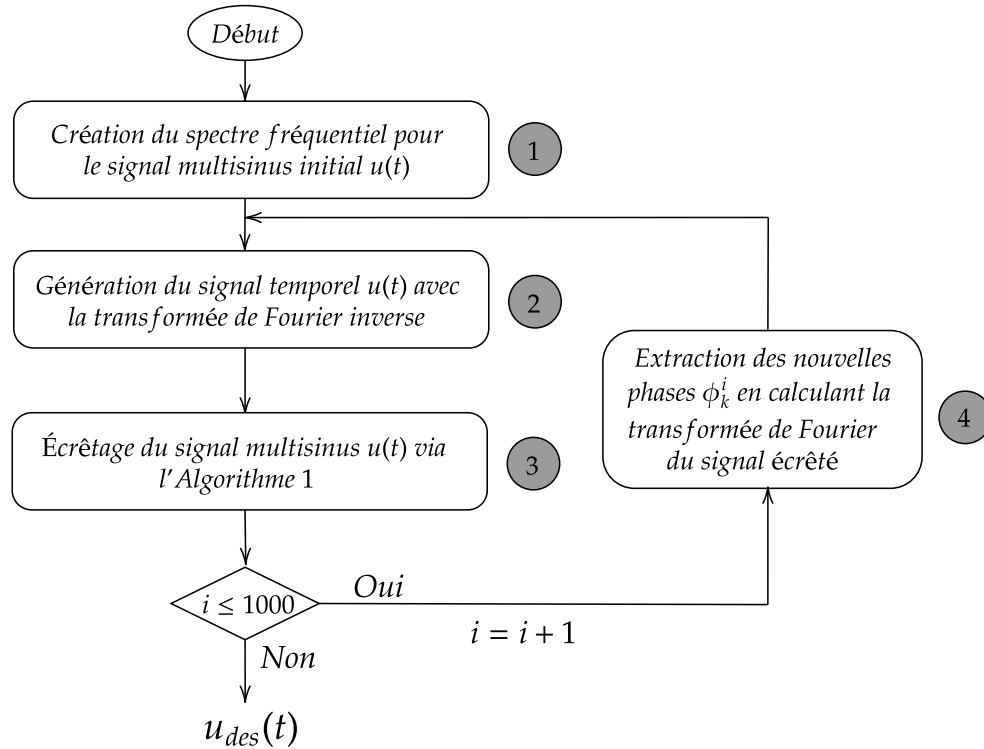 Début
Création du spectre fréquentiel pour
le signal multisinus initial u(t)
1
Génération du signal temporel u(t) avec
la transformée de Fourier inverse
2
Écrêtage du signal multisinus u(t) via
l'Algorithme 1
3
Extraction des nouvelles
phases ϕ_k^i en calculant la
transformée de Fourier
du signal écrêté
4
i ≤ 1000
Oui
i = i + 1
Non
u_des(t)